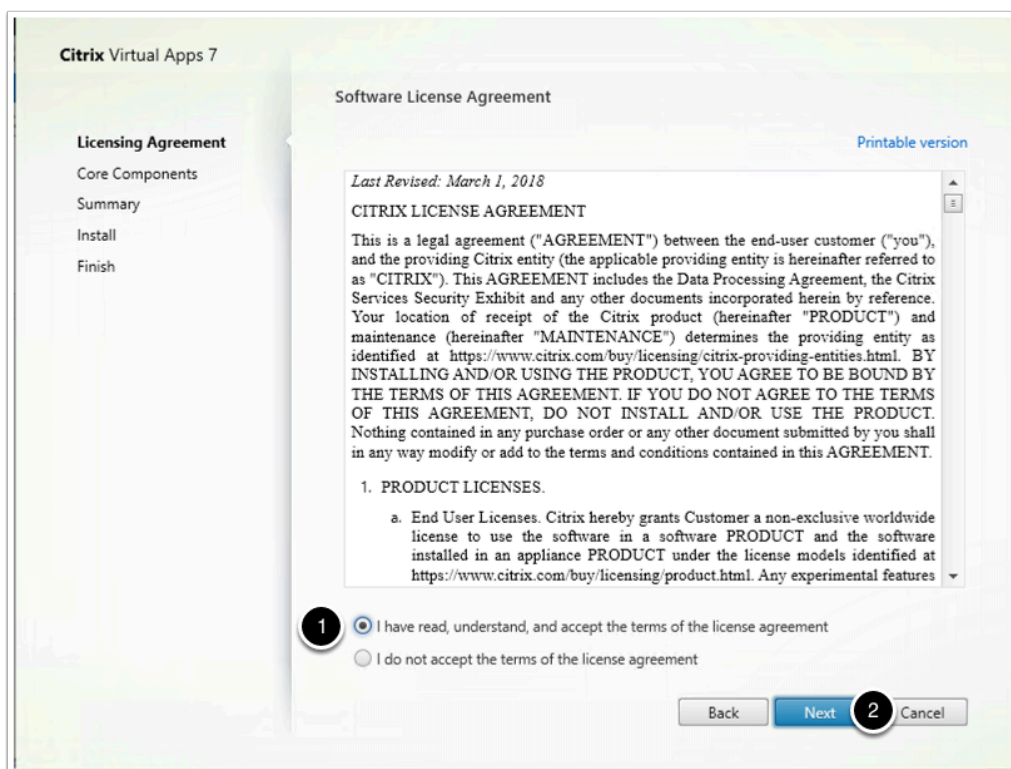 Citrix Virtual Apps 7
Licensing Agreement
Core Components
Summary
Install
Finish
Software License Agreement
Printable version
Last Revised: March 1, 2018
CITRIX LICENSE AGREEMENT
This is a legal agreement ("AGREEMENT") between the end-user customer ("you"),
and the providing Citrix entity (the applicable providing entity is hereinafter referred to
as "CITRIX"). This AGREEMENT includes the Data Processing Agreement, the Citrix
Services Security Exhibit and any other documents incorporated herein by reference.
Your location of receipt of the Citrix product (hereinafter "PRODUCT") and
maintenance (hereinafter "MAINTENANCE") determines the providing entity as
identified at https://www.citrix.com/buy/licensing/citrix-providing-entities.html. BY
INSTALLING AND/OR USING THE PRODUCT, YOU AGREE TO BE BOUND BY
THE TERMS OF THIS AGREEMENT. IF YOU DO NOT AGREE TO THE TERMS
OF THIS AGREEMENT, DO NOT INSTALL AND/OR USE THE PRODUCT.
Nothing contained in any purchase order or any other document submitted by you shall
in any way modify or add to the terms and conditions contained in this AGREEMENT.
1. PRODUCT LICENSES.
a. End User Licenses. Citrix hereby grants Customer a non-exclusive worldwide
license to use the software in a software PRODUCT and the software
installed in an appliance PRODUCT under the license models identified at
https://www.citrix.com/buy/licensing/product.html. Any experimental features
1 I have read, understand, and accept the terms of the license agreement
I do not accept the terms of the license agreement
Back Next 2 Cancel